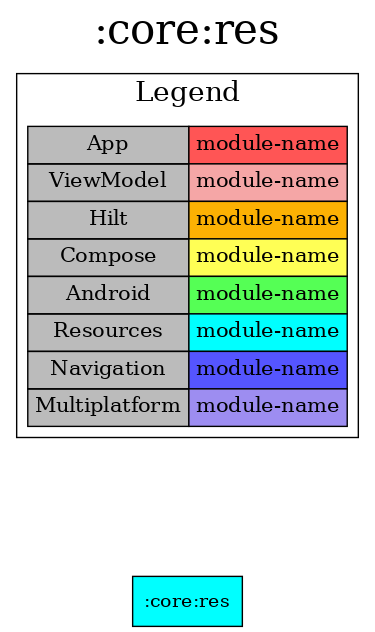 :core:res
Legend
App module-name
ViewModel module-name
Hilt module-name
Compose module-name
Android module-name
Resources module-name
Navigation module-name
Multiplatform module-name
:core:res